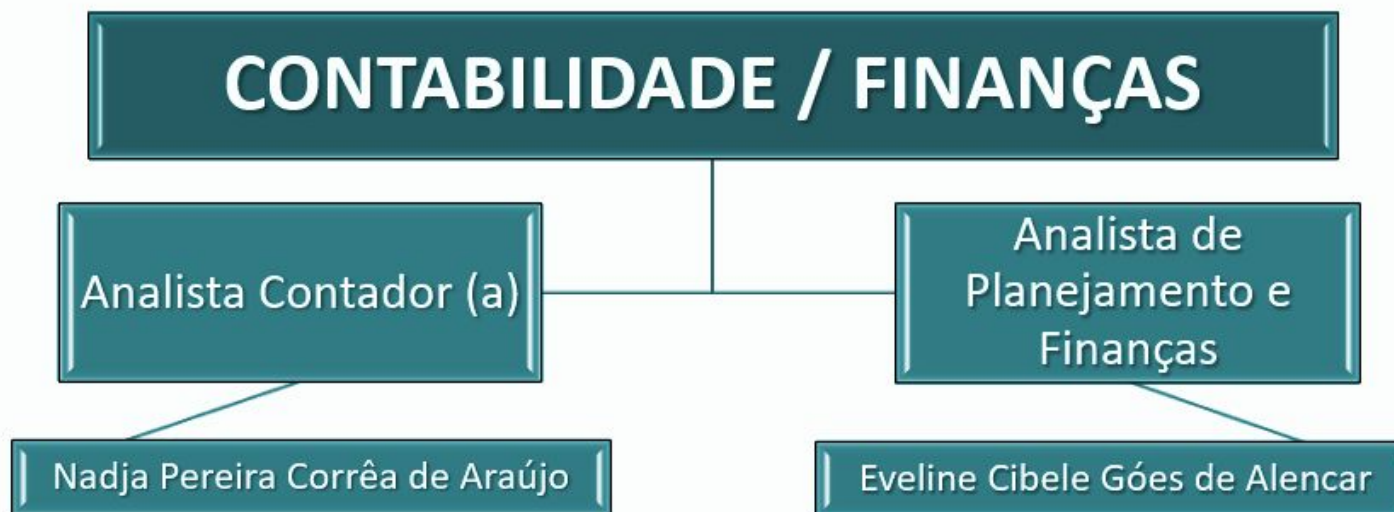 CONTABILIDADE / FINANÇAS
Analista Contador (a)
Analista de
Planejamento e
Finanças
Nadja Pereira Corrêa de Araújo
Eveline Cibele Góes de Alencar